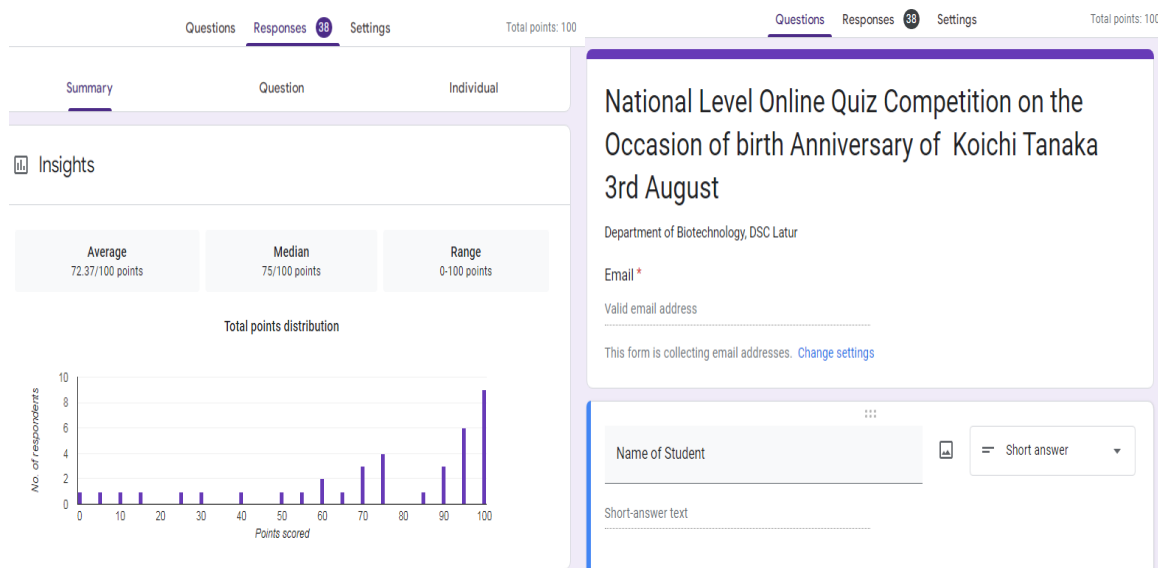 Questions Responses 38 Settings Total points: 100
Summary Question Individual
Insights
Average Median Range
72.37/100 points 75/100 points 0-100 points
Total points distribution
No. of respondents
10
8
6
4
2
0
0 10 20 30 40 50 60 70 80 90 100
Points scored
Questions Responses 38 Settings Total points: 100
National Level Online Quiz Competition on the
Occasion of birth Anniversary of Koichi Tanaka
3rd August
Department of Biotechnology, DSC Latur
Email *
Valid email address
This form is collecting email addresses. Change settings
Name of Student Short answer
Short-answer text